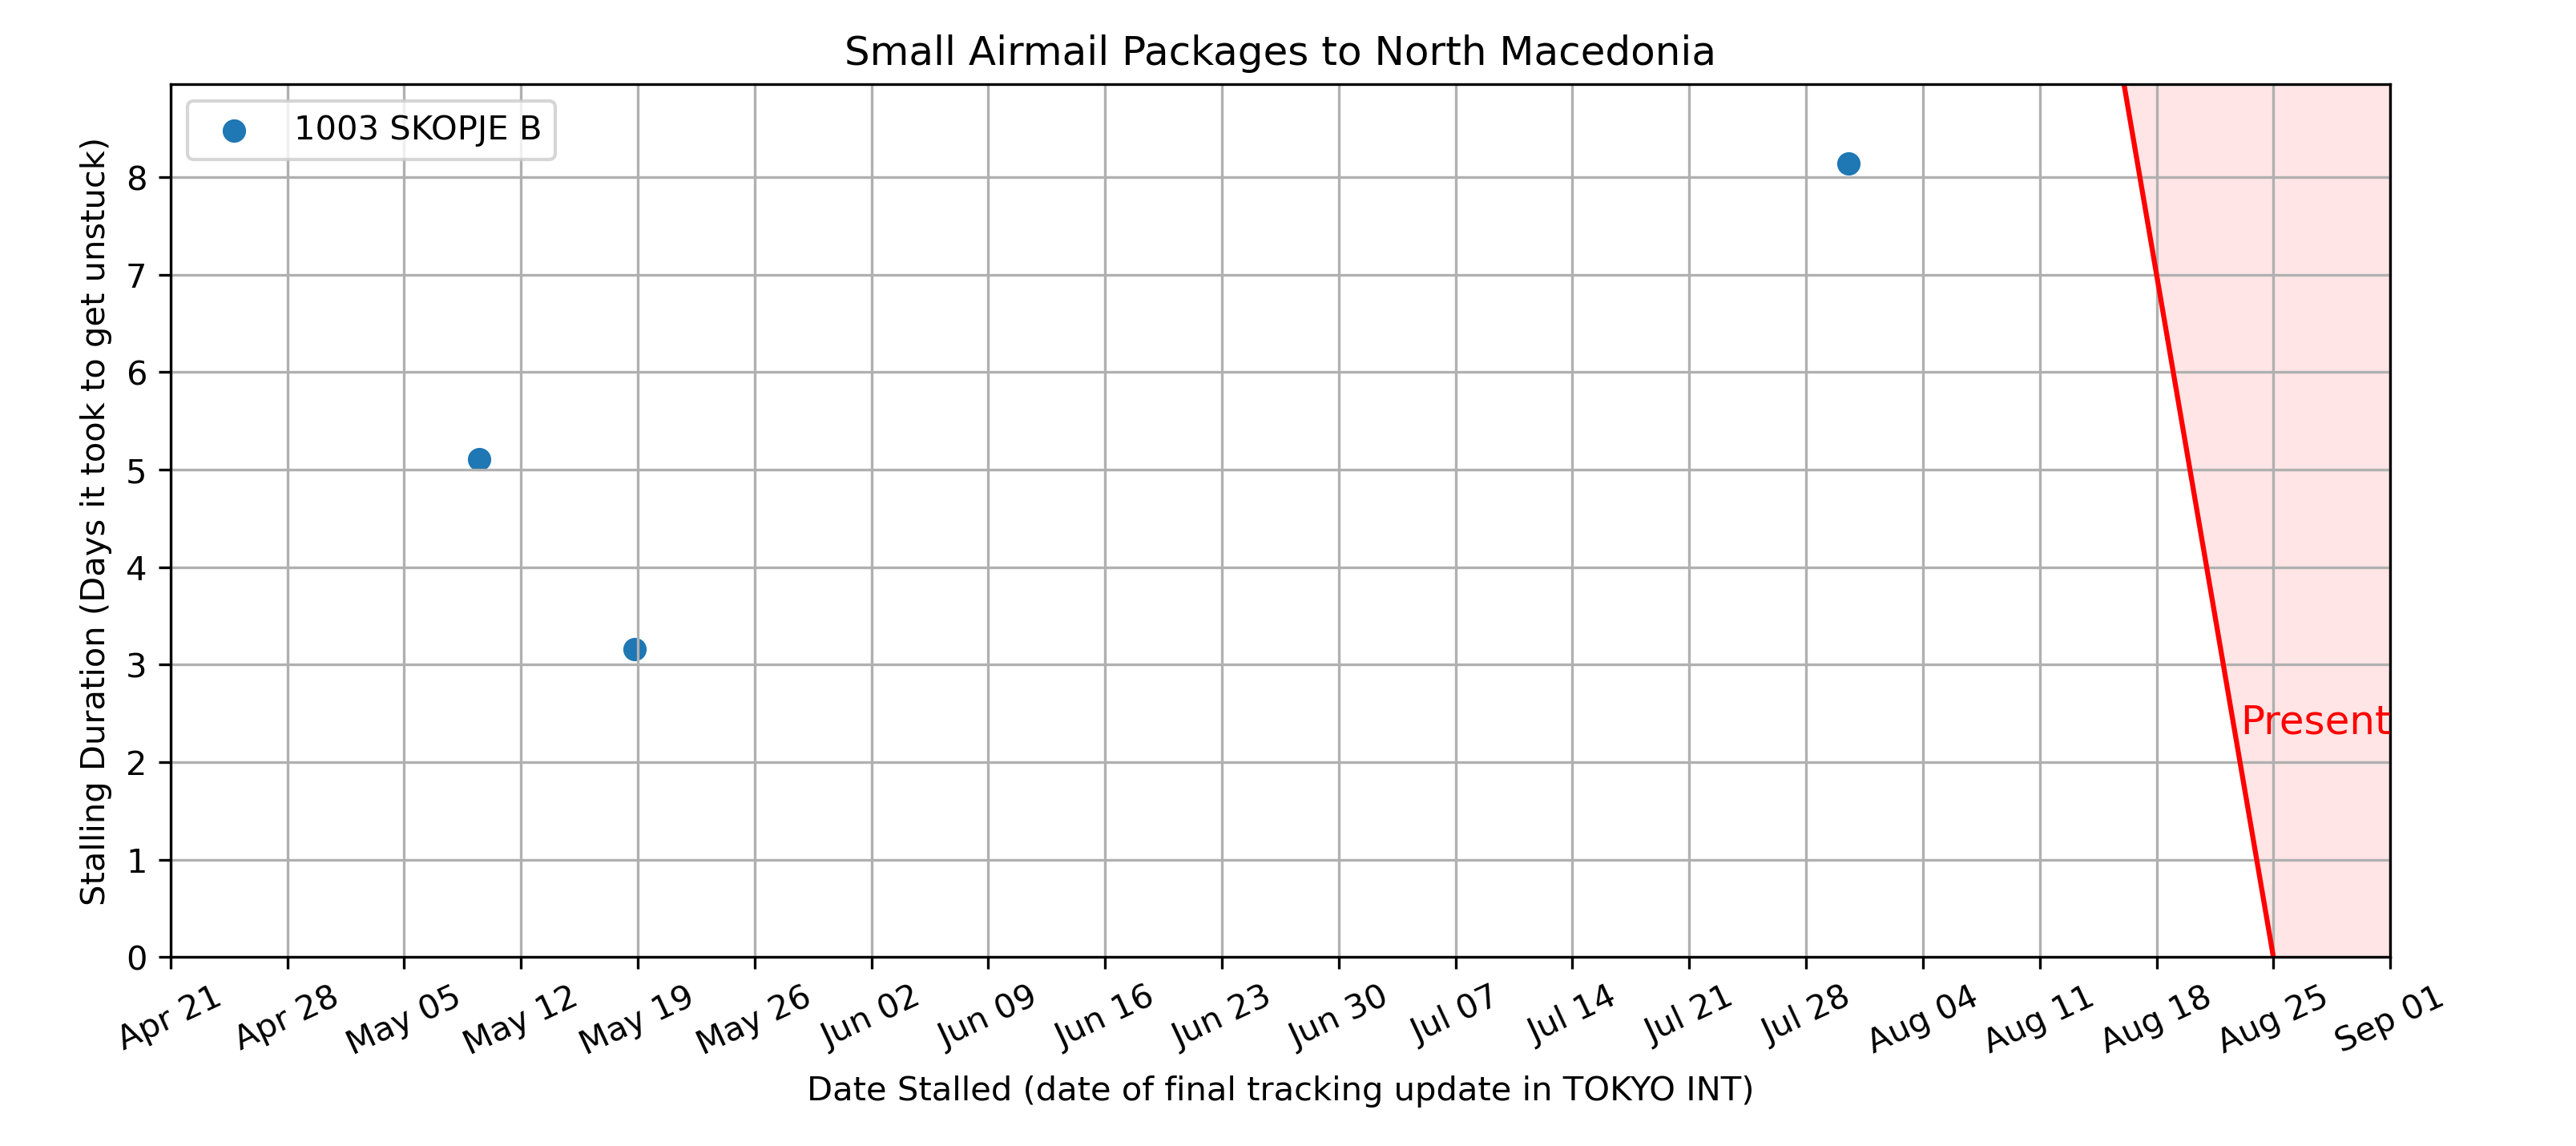 Small Airmail Packages to North Macedonia
1003 SKOPJE B
Stalling Duration (Days it took to get unstuck)
8
7
6
5
4
3
2
1
0
Present
Apr 21 Apr 28 May 05 May 12 May 19 May 26 Jun 02 Jun 09 Jun 16 Jun 23 Jun 30 Jul 07 Jul 14 Jul 21 Jul 28 Aug 04 Aug 11 Aug 18 Aug 25 Sep 01
Date Stalled (date of final tracking update in TOKYO INT)